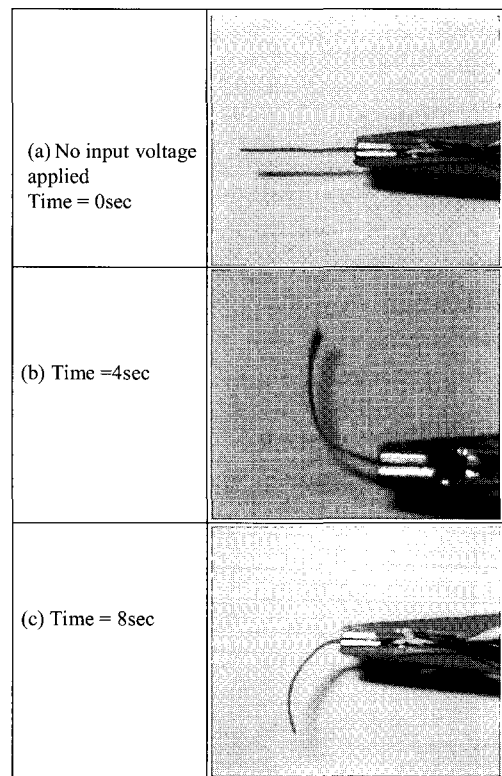 (a) No input voltage
applied
Time = 0sec
(b) Time =4sec
(c) Time = 8sec